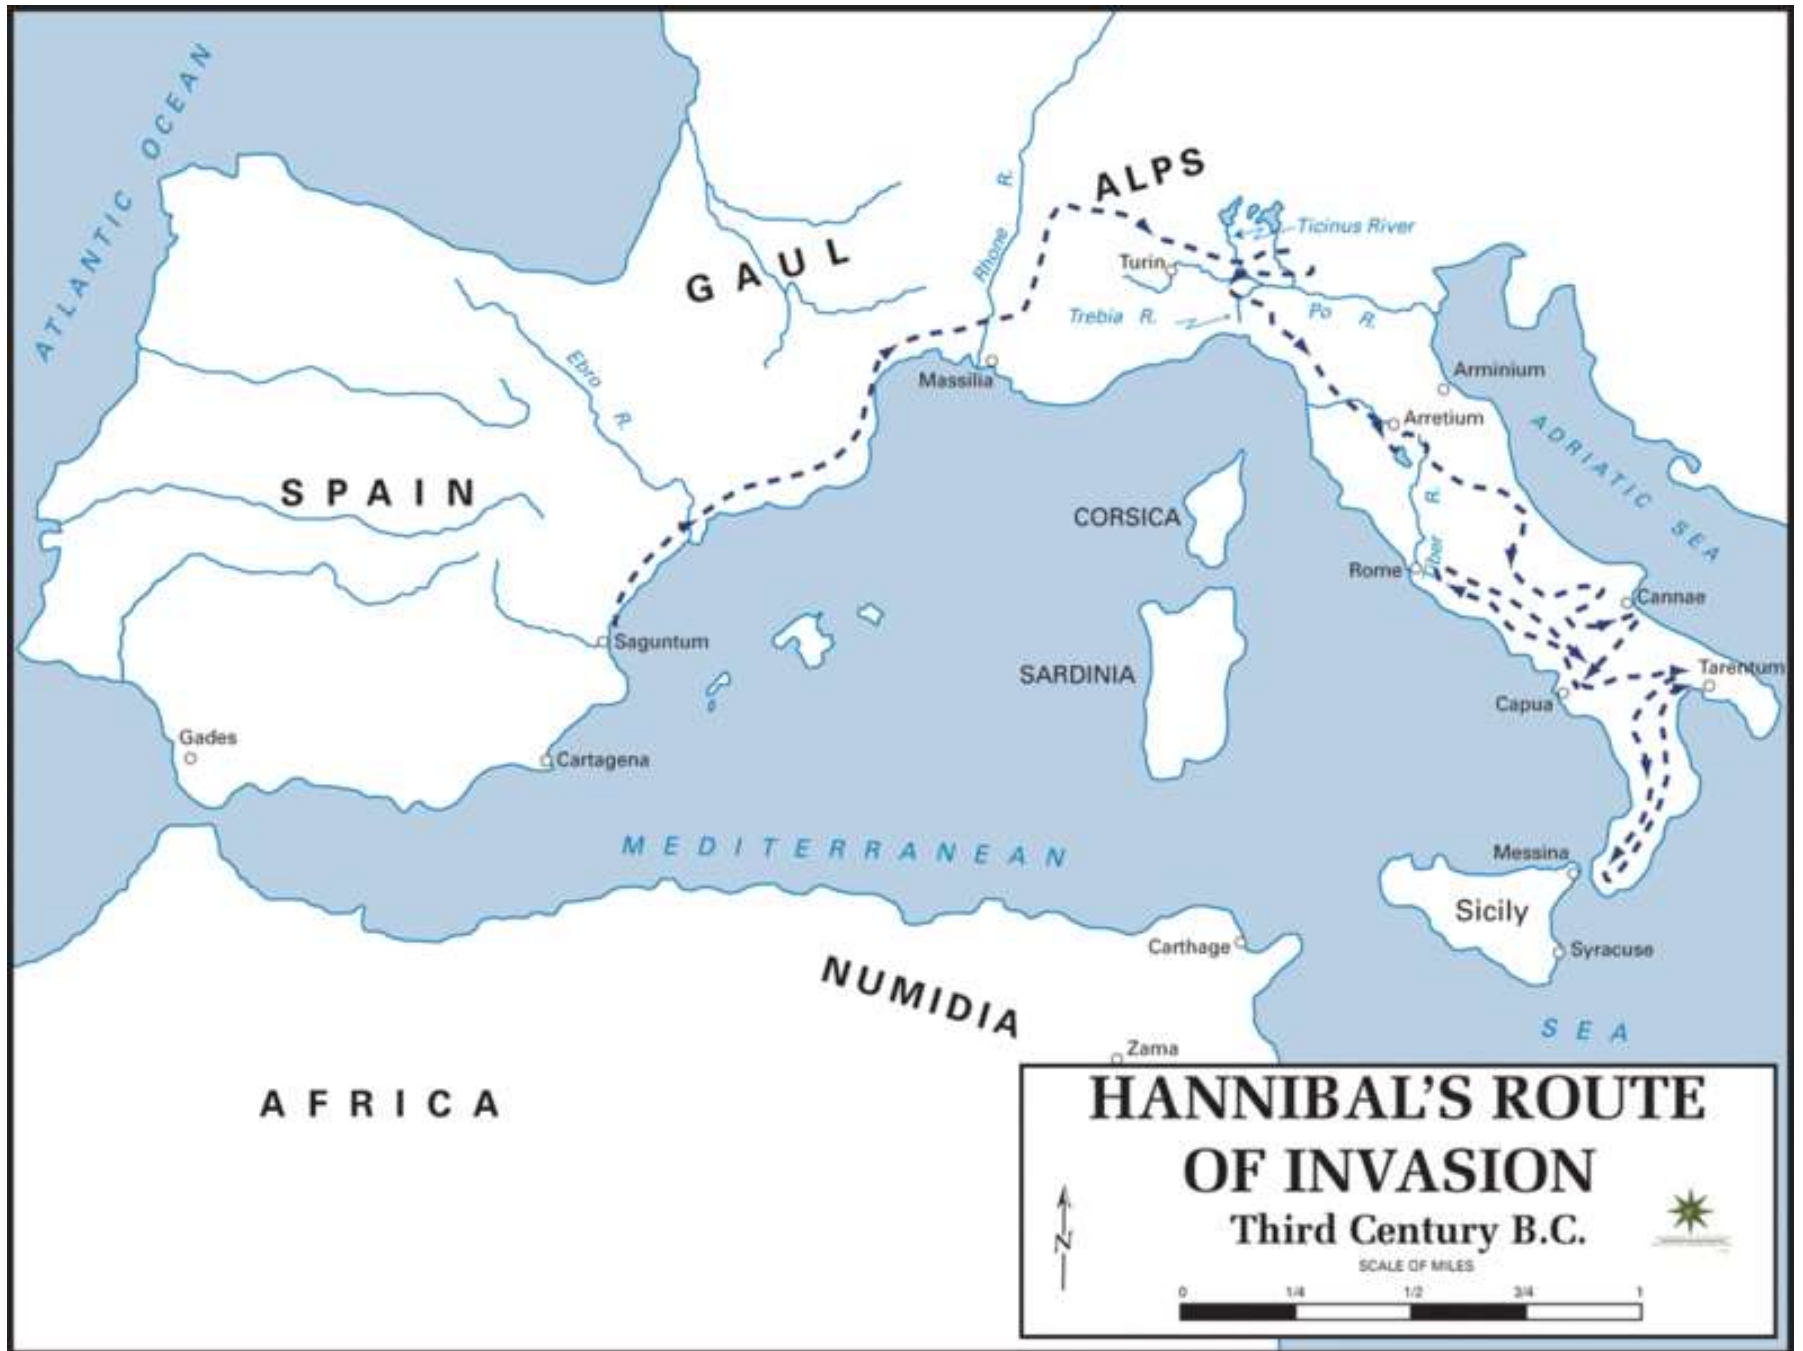 ATLANTIC OCEAN
ALPS
Ticinus River
GAUL
Rhone R.
Turin
Trebia R.
Po R.
Ebro R.
Massilia
Arminium
Arretium
ADRIATIC SEA
SPAIN
CORSICA
Tiber R.
Rome
Cannae
Saguntum
SARDINIA
Tarentum
Capua
Gades
Cartagena
MEDITERRANEAN
Messina
Sicily
Carthage
Syracuse
NUMIDIA
SEA
Zama
AFRICA
HANNIBAL'S ROUTE
OF INVASION
Third Century B.C.
SCALE OF MILES
0 1/4 1/2 3/4 1
N